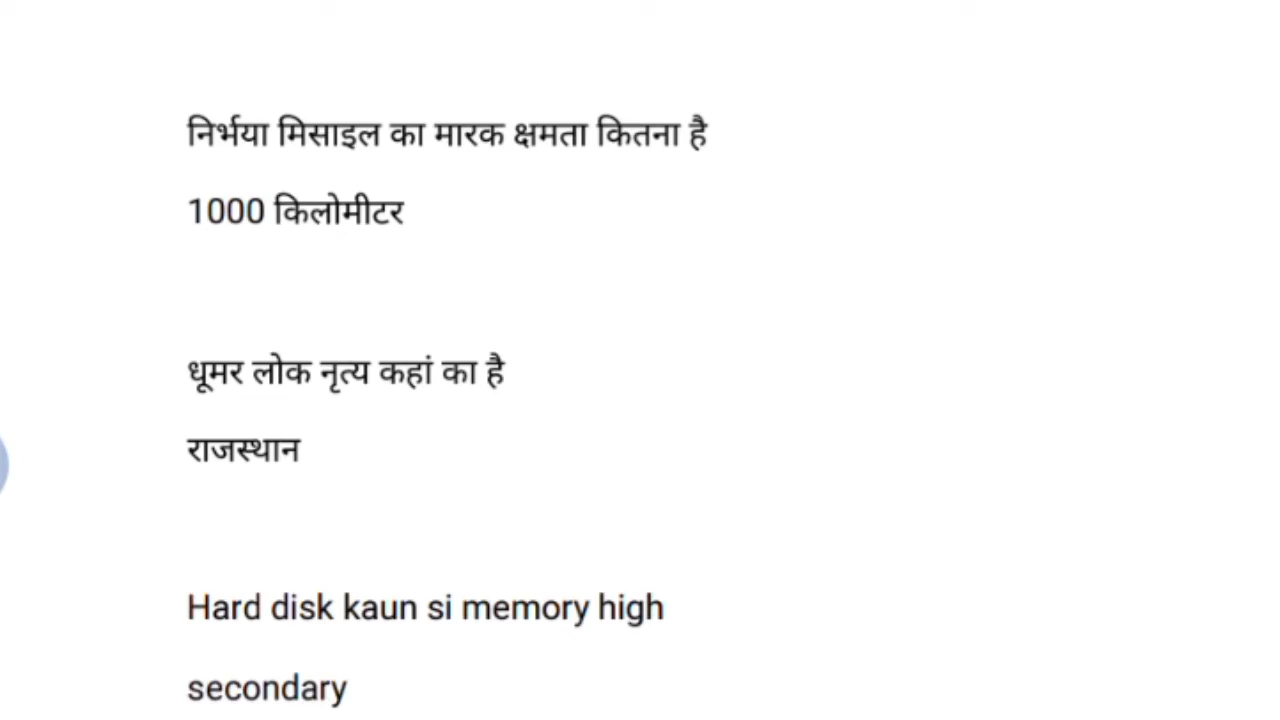 निर्भया मिसाइल का मारक क्षमता कितना है
1000 किलोमीटर
धूमर लोक नृत्य कहां का है
राजस्थान
Hard disk kaun si memory high
secondary